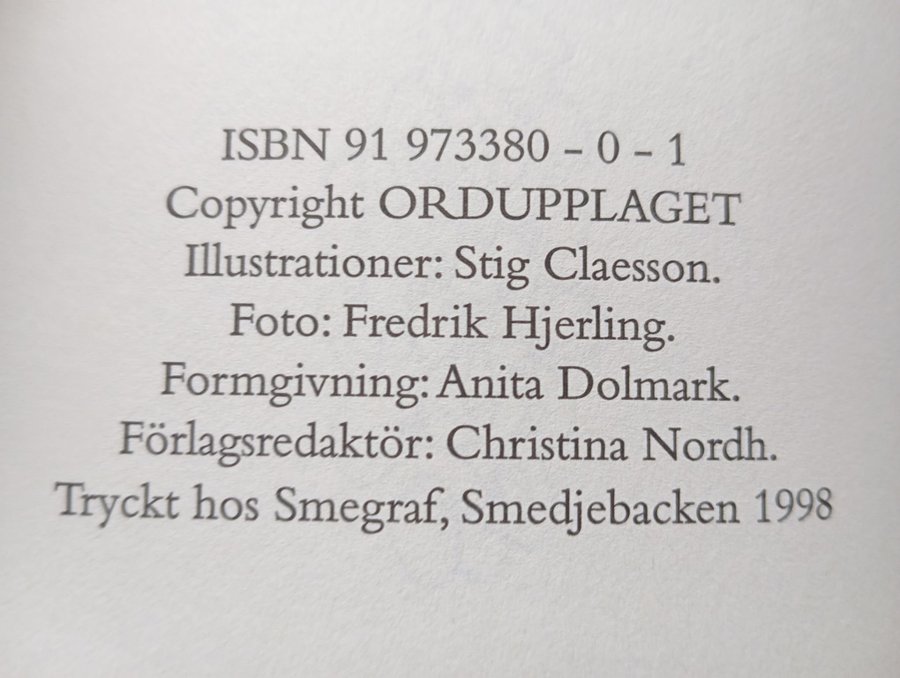 ISBN 91 973380 – 0 – 1
Copyright ORDUPPLAGET
Illustrationer: Stig Claesson.
Foto: Fredrik Hjerling.
Formgivning: Anita Dolmark.
Förlagsredaktör: Christina Nordh.
Tryckt hos Smegraf, Smedjebacken 1998